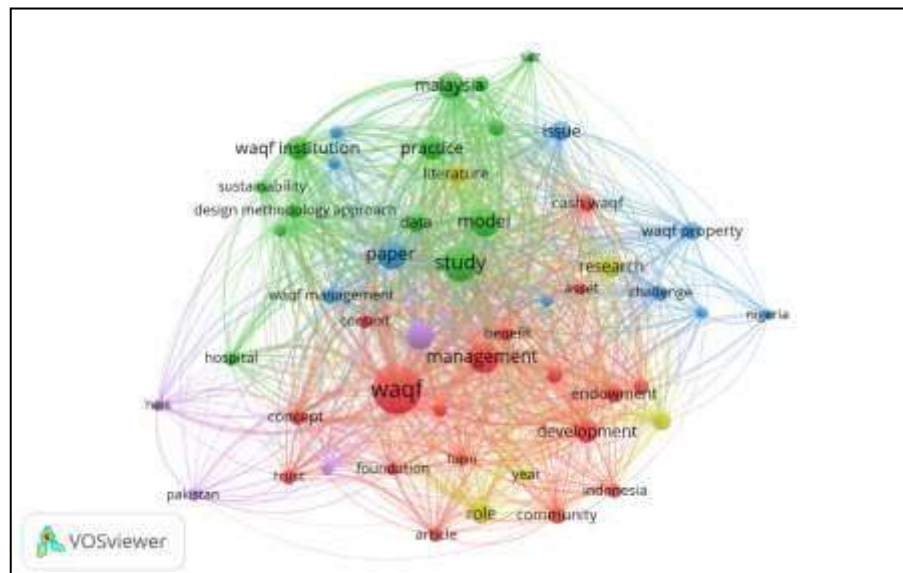 malaysia
issue
waqf institution
practice
literature
sustainability
cash waqf
design methodology approach
data
model
waqf property
paper
study
research
waqf management
asset
challenge
context
nigeria
benefit
hospital
management
waqf
endowment
concept
development
trust
foundation
year
pakistan
indonesia
role
community
article
VOSviewer